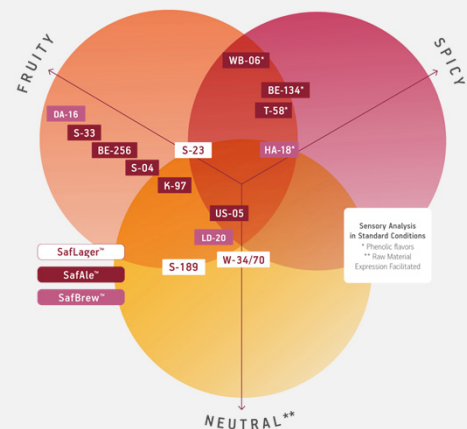 FRUITY
SPICY
WB-06*
BE-134*
T-58*
DA-16
S-33
BE-256
S-04
K-97
S-23
HA-18*
US-05
LD-20
S-189
W-34/70
SafLager™
SafAle™
SafBrew™
Sensory Analysis
in Standard Conditions
* Phenolic flavors
** Raw Material
Expression Facilitated
NEUTRAL**